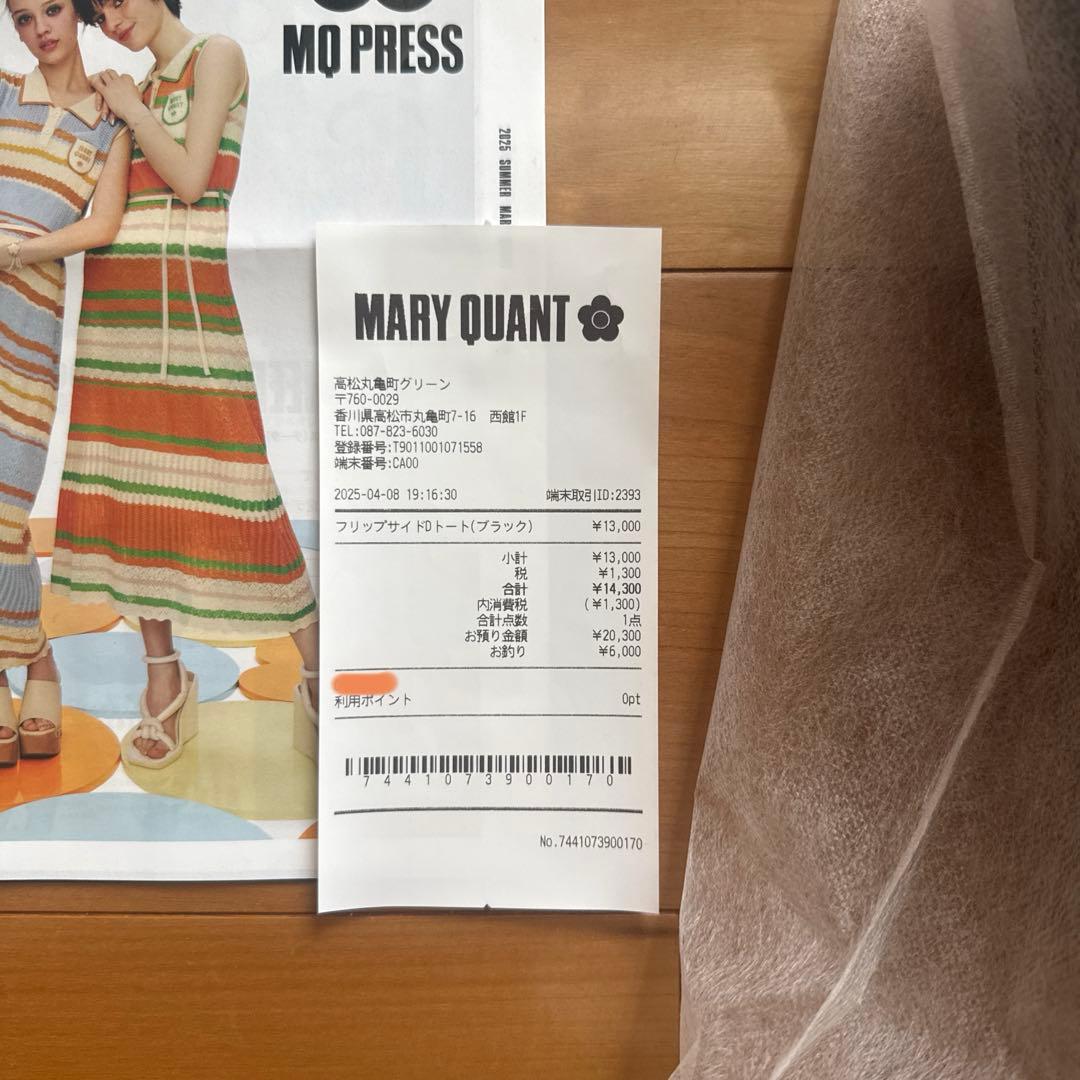 MQ PRESS
2025 SUMMER MAR
MARY QUANT
MARY QUANT
MARY QUANT
高松丸亀町グリーン
〒760-0029
香川県高松市丸亀町7-16 西館1F
TEL:087-823-6030
登録番号:T9011001071558
端末番号:CA00
2025-04-08 19:16:30 端末取引ID:2393
フリップサイドDトート(ブラック) ¥13,000
小計 ¥13,000
税 ¥1,300
合計 ¥14,300
内消費税 (¥1,300)
合計点数 1点
お預り金額 ¥20,300
お釣り ¥6,000
利用ポイント 0pt
7441073900170
No.7441073900170